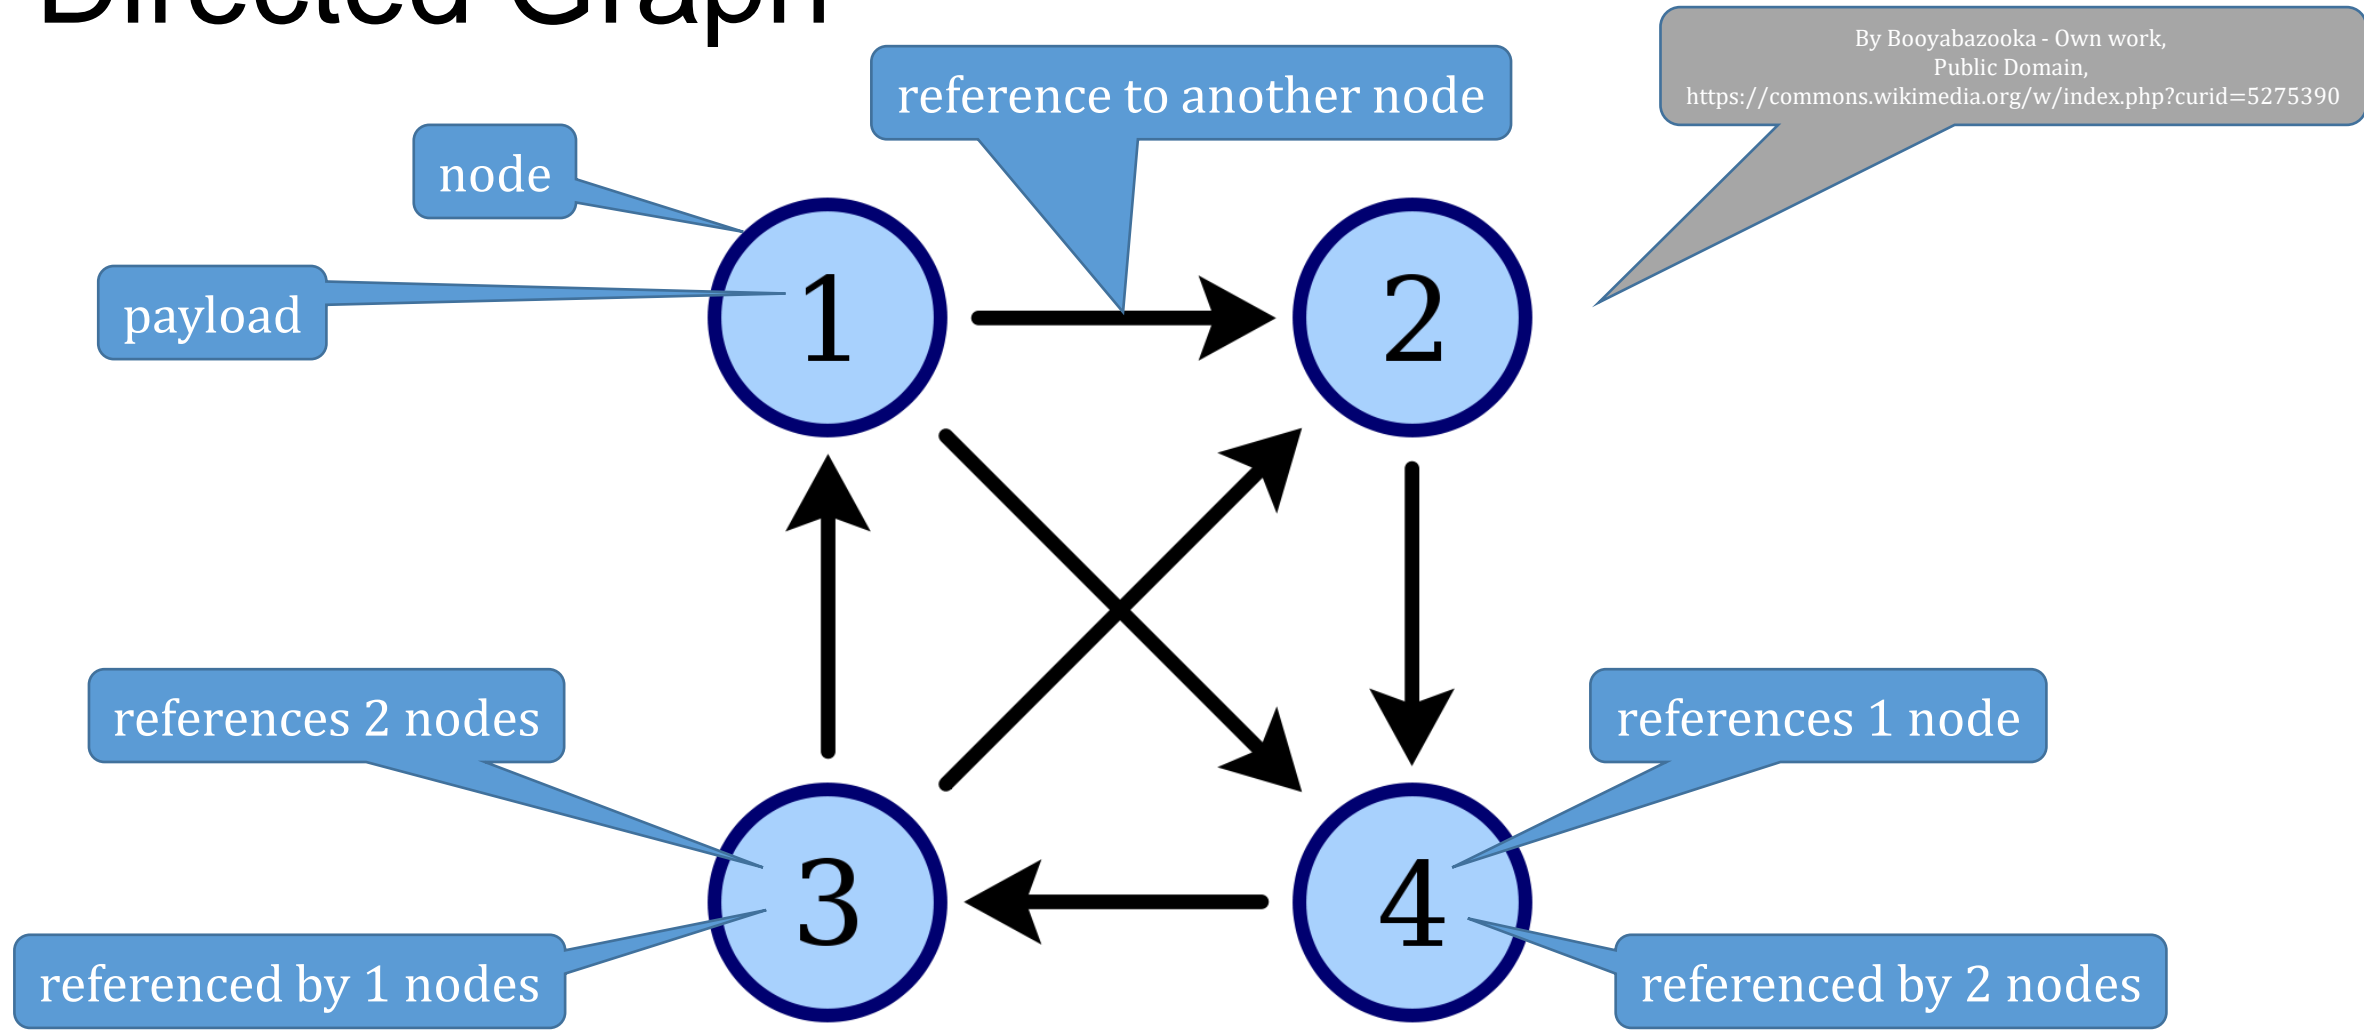 Directed Graph
By Booyabazooka - Own work,
Public Domain,
https://commons.wikimedia.org/w/index.php?curid=5275390
reference to another node
node
payload
1
2
references 2 nodes
references 1 node
3
4
referenced by 1 nodes
referenced by 2 nodes